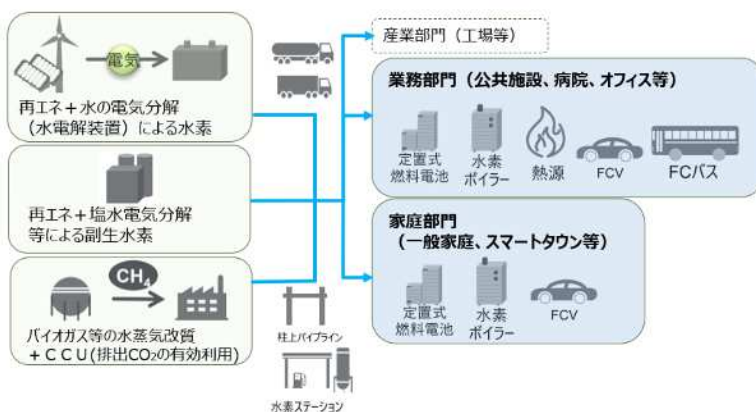 電気
再エネ+水の電気分解
(水電解装置)による水素
再エネ+塩水電気分解
等による副生水素
CH₄
バイオガス等の水蒸気改質
+CCU(排出CO₂の有効利用)
柱上パイプライン
水素ステーション
産業部門(工場等)
業務部門(公共施設、病院、オフィス等)
定置式
燃料電池
水素
ボイラー
熱源
FCV
FCバス
家庭部門
(一般家庭、スマートタウン等)
定置式
燃料電池
水素
ボイラー
FCV